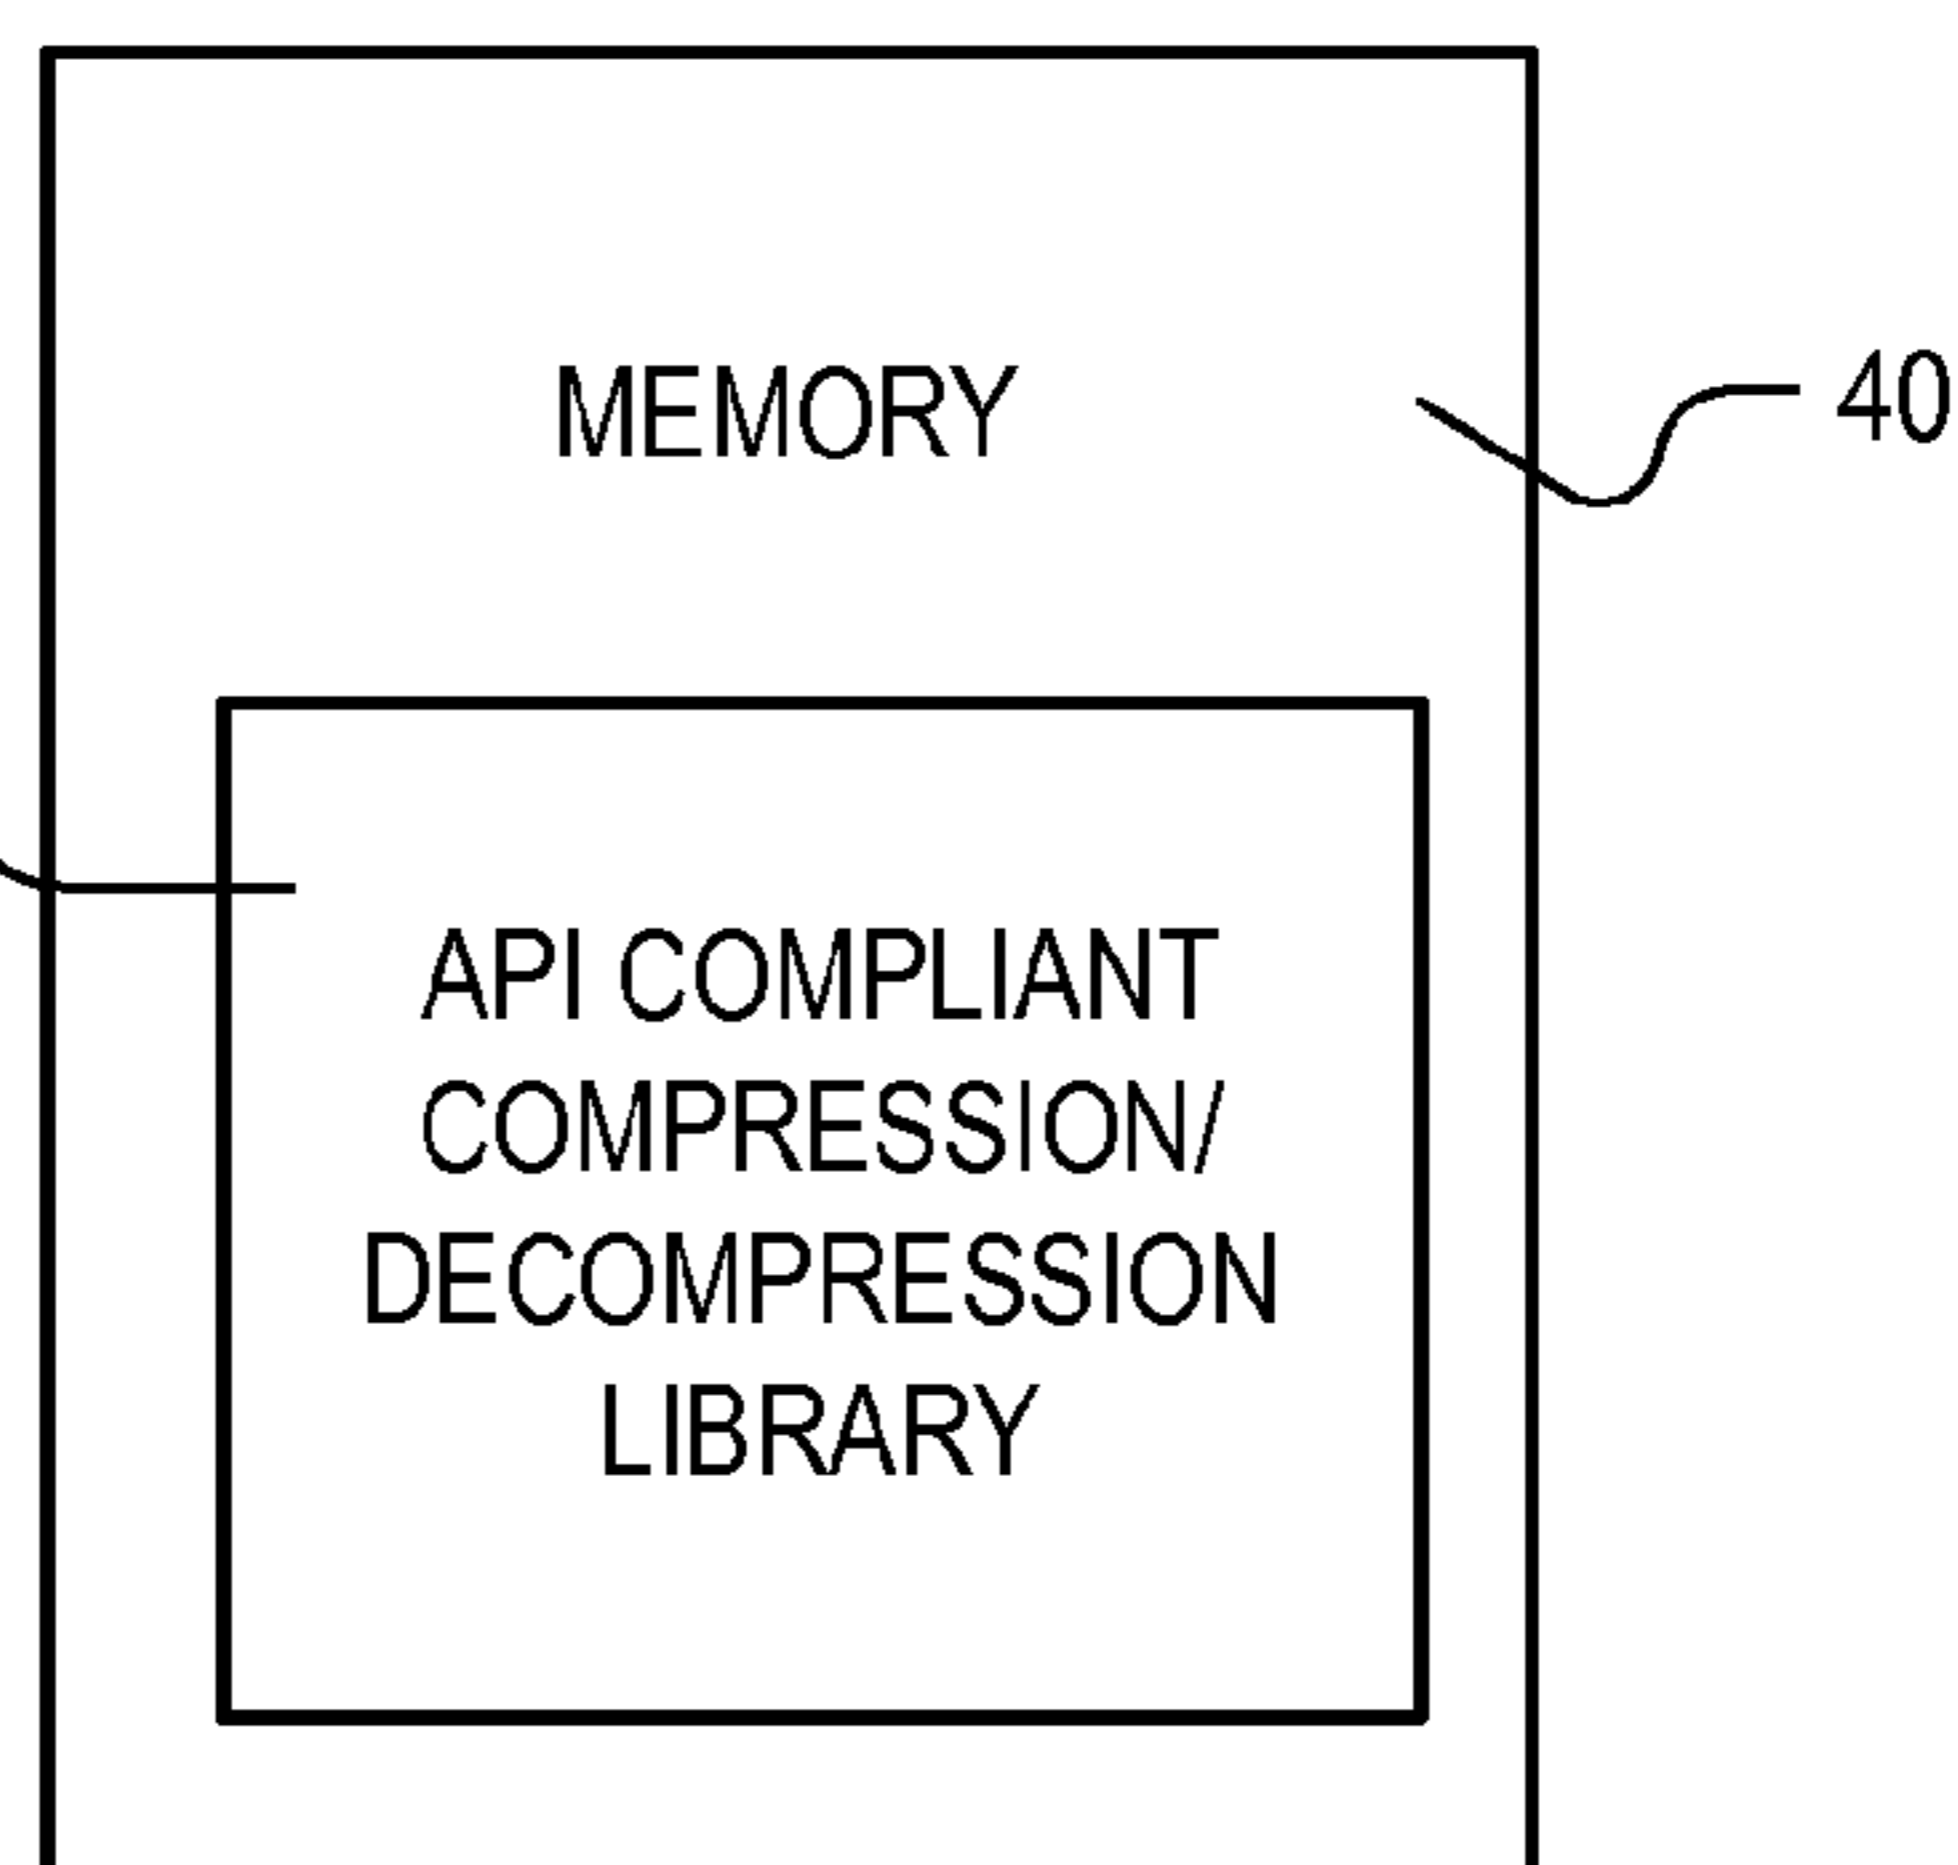 MEMORY
40
API COMPLIANT
COMPRESSION/
DECOMPRESSION
LIBRARY